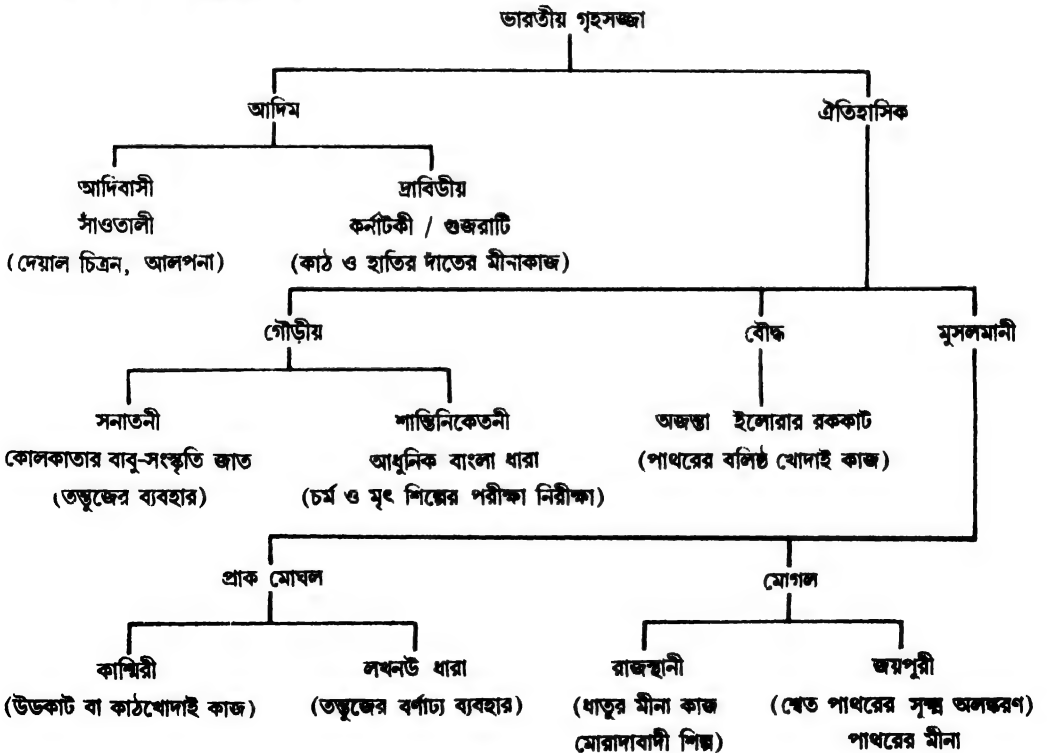 ভারতীয় গৃহসজ্জা
আদিম
ঐতিহাসিক
আদিবাসী
সাঁওতালী
(দেয়াল চিত্রন, আলপনা)
দ্রাবিডীয়
কর্নাটকী / গুজরাটি
(কাঠ ও হাতির দাঁতের মীনাকাজ)
গৌড়ীয়
বৌদ্ধ
মুসলমানী
সনাতনী
কোলকাতার বাবু-সংস্কৃতি জাত
(তন্তুজের ব্যবহার)
শান্তিনিকেতনী
আধুনিক বাংলা ধারা
(চর্ম ও মৃৎ শিল্পের পরীক্ষা নিরীক্ষা)
অজন্তা ইলোরার রককাট
(পাথরের বলিষ্ঠ খোদাই কাজ)
প্রাক মোঘল
মোগল
কাশ্মিরী
(উডকাট বা কাঠখোদাই কাজ)
লখনউ ধারা
(তন্তুজের বর্ণাঢ্য ব্যবহার)
রাজস্থানী
(ধাতুর মীনা কাজ
মোরাদাবাদী শিল্প)
জয়পুরী
(শ্বেত পাথরের সূক্ষ্ম অলঙ্করণ)
পাথরের মীনা